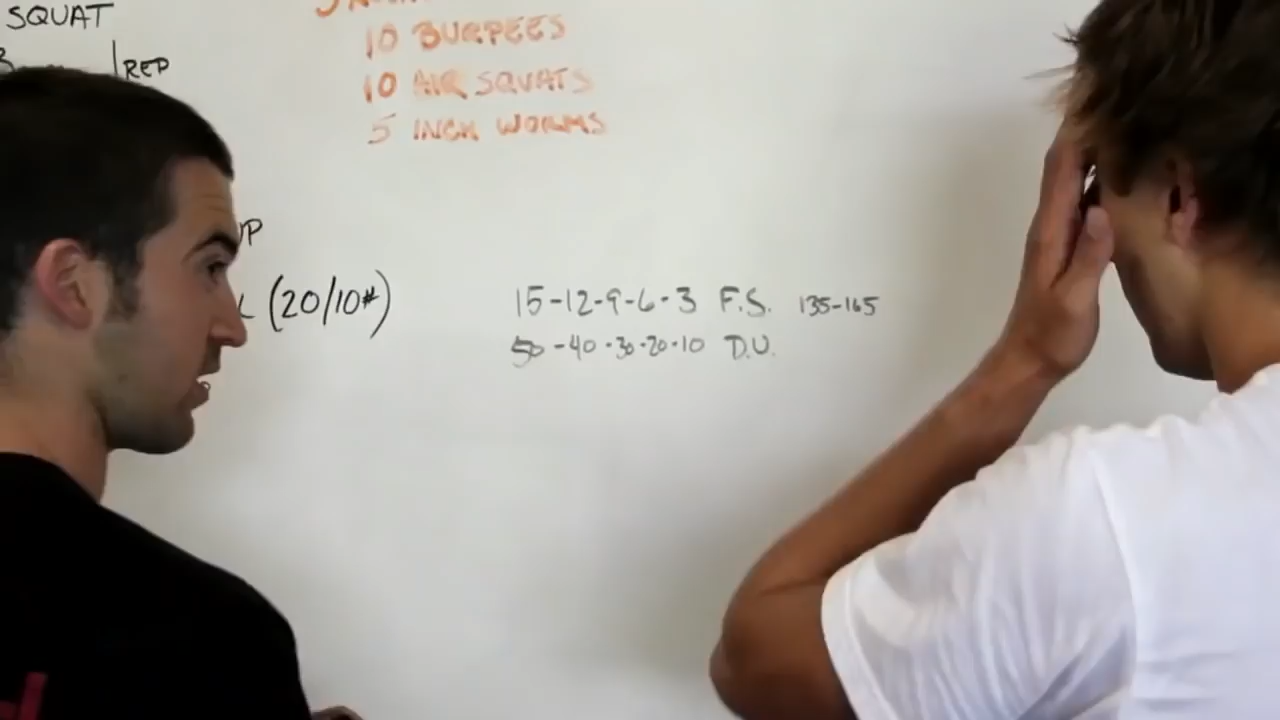 SQUAT
/REP
10 BURPEES
10 AIR SQUATS
5 INCH WORMS
UP
(20/10#)
15-12-9-6-3 F.S. 135-165
50-40-30-20-10 D.U.